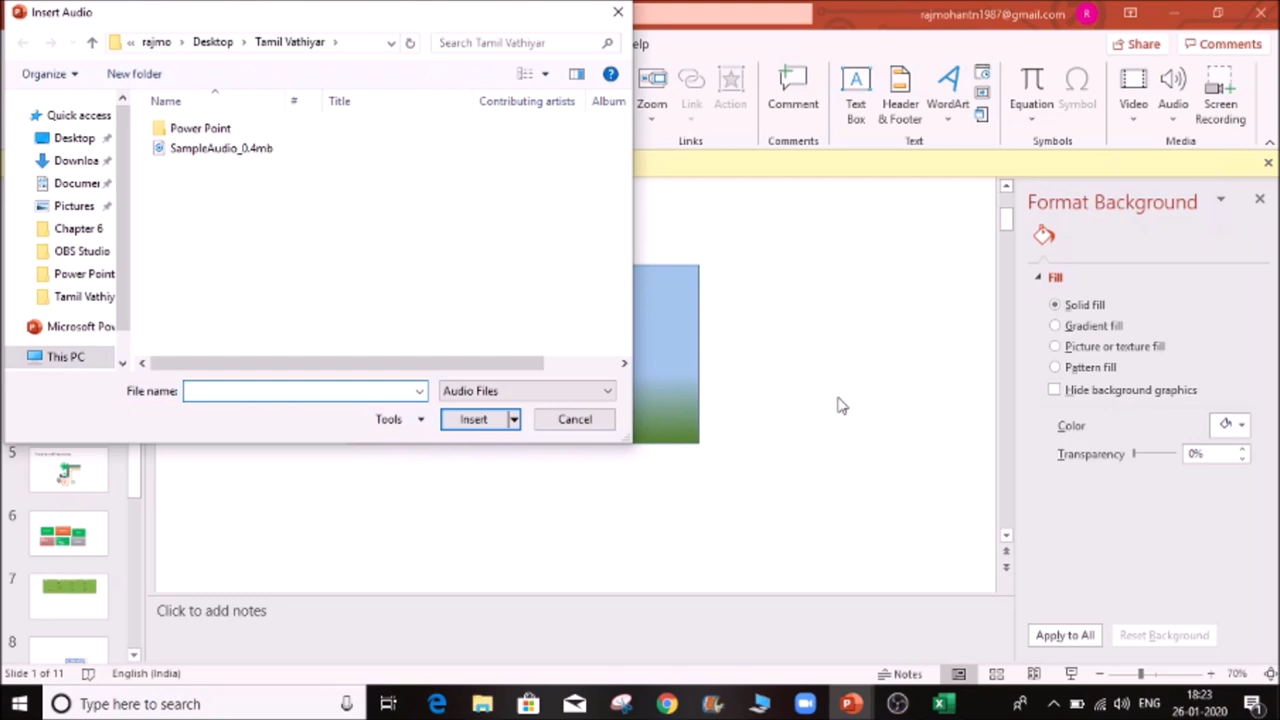 Insert Audio
rajmohantn1987@gmail.com R
« rajmo > Desktop > Tamil Vathiyar >
Search Tamil Vathiyar
elp
Share
Comments
Organize
New folder
Quick access
Desktop
Downloa
Documer
Pictures
Chapter 6
OBS Studio
Power Point
Tamil Vathiy
Microsoft Pov
This PC
Name # Title Contributing artists Album
Power Point
SampleAudio_0.4mb
File name:
Audio Files
Tools
Insert
Cancel
Zoom
Link
Action
Comment
Text Box
Header & Footer
WordArt
Equation
Symbol
Video
Audio
Screen Recording
Links
Comments
Text
Symbols
Media
Format Background
Fill
Solid fill
Gradient fill
Picture or texture fill
Pattern fill
Hide background graphics
Color
Transparency
0%
Apply to All
Reset Background
5
6
7
8
Click to add notes
Slide 1 of 11
English (India)
Notes
70%
Type here to search
ENG
18:23
26-01-2020
1